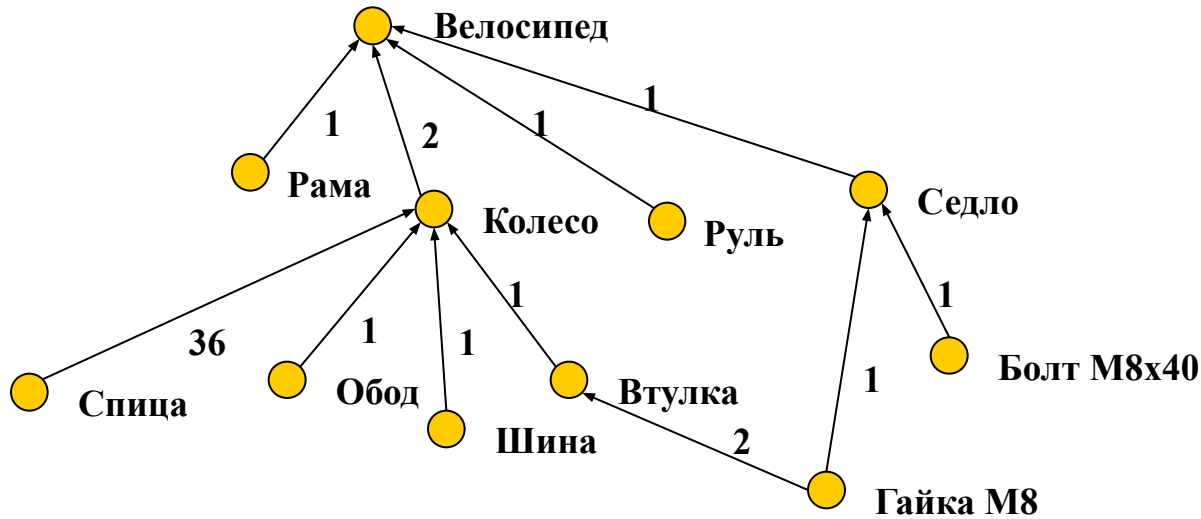 Велосипед
1
1
2
1
Рама
Колесо
Руль
Седло
1
1
36
1
1
1
Спица
Обод
Шина
Втулка
Болт М8х40
2
Гайка М8